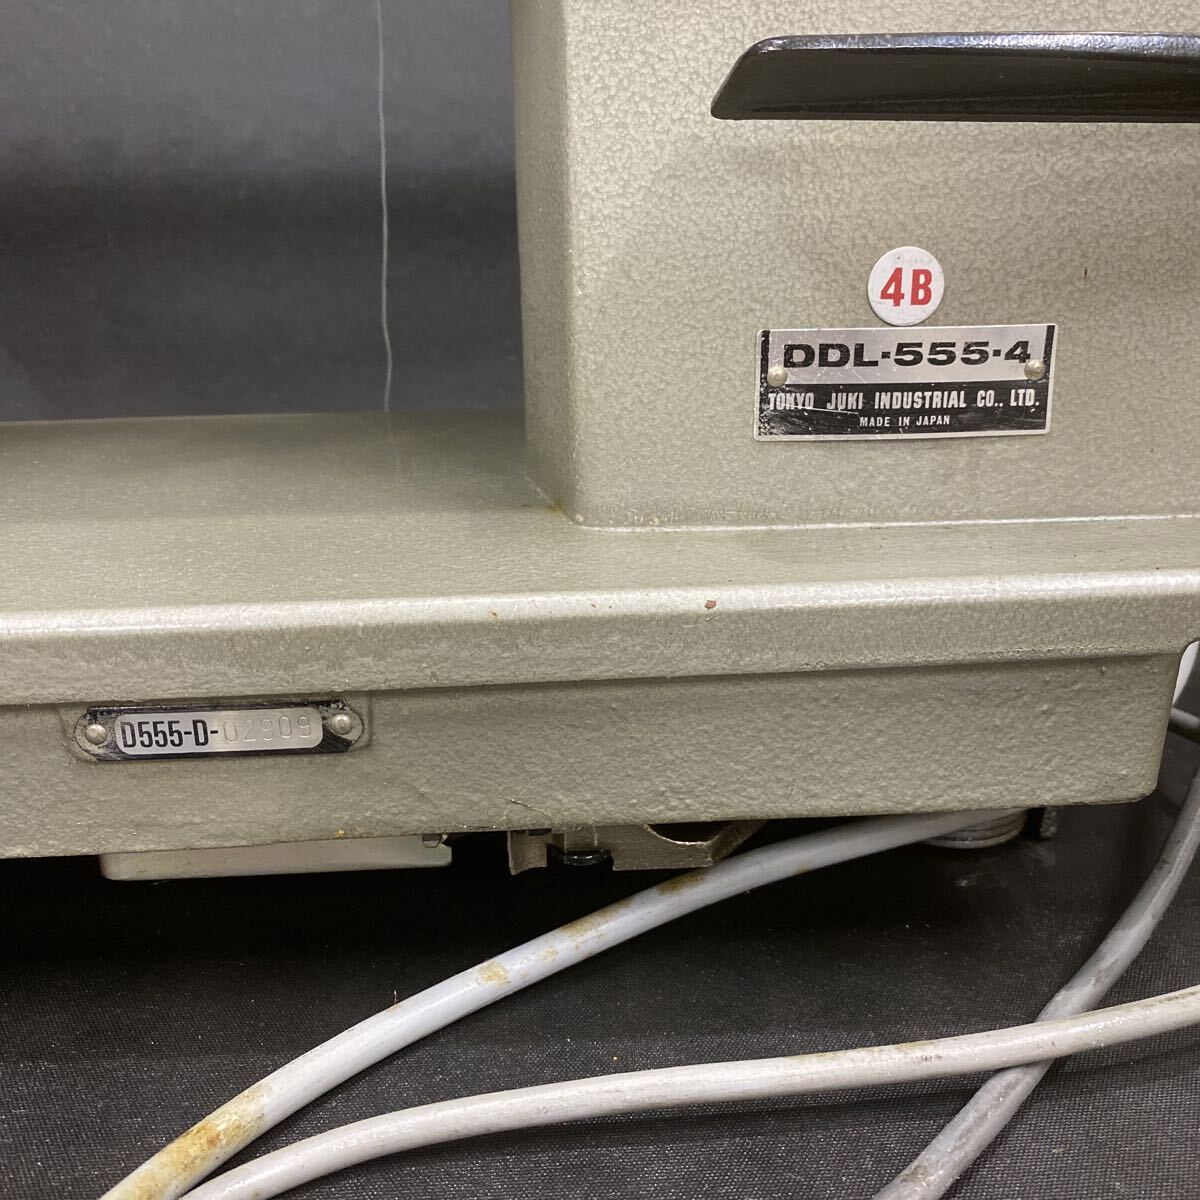 4B
DDL-555-4
TOKYO JUKI INDUSTRIAL CO., LTD.
MADE IN JAPAN
D555-D-02909